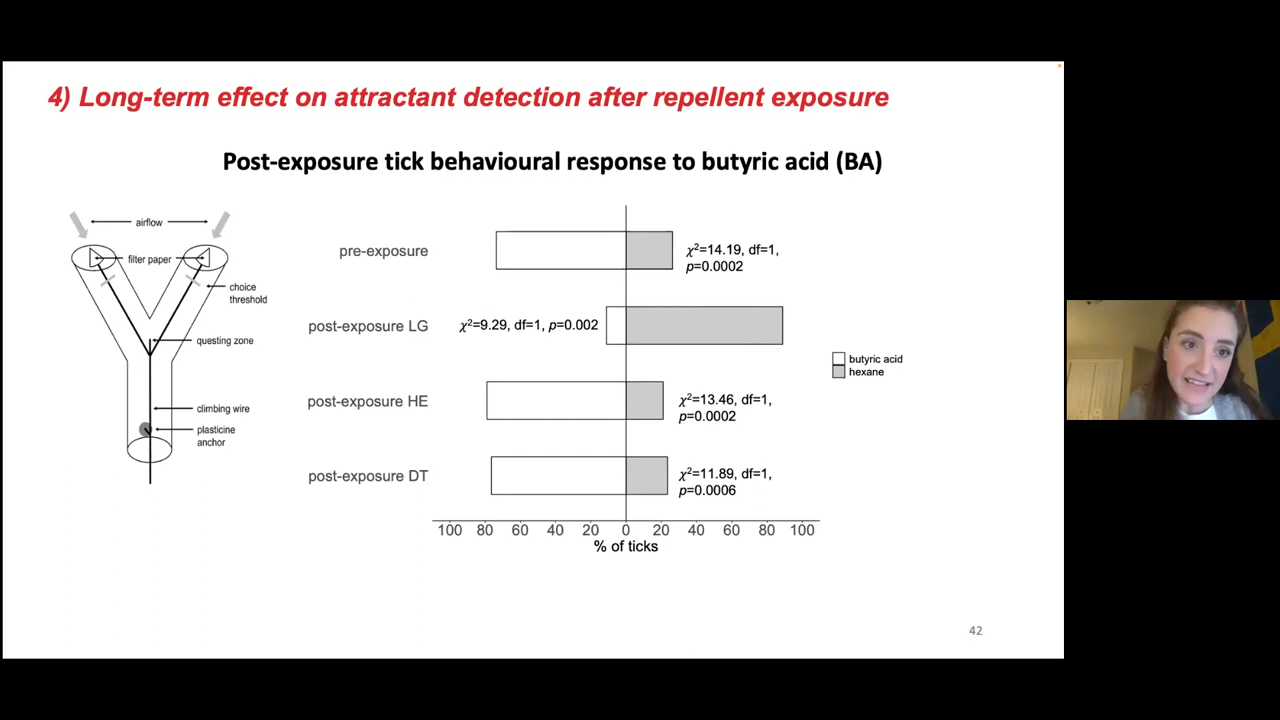 4) Long-term effect on attractant detection after repellent exposure
Post-exposure tick behavioural response to butyric acid (BA)
airflow
filter paper
choice
threshold
questing zone
climbing wire
plasticine
anchor
pre-exposure
χ²=14.19, df=1,
p=0.0002
post-exposure LG
χ²=9.29, df=1, p=0.002
post-exposure HE
χ²=13.46, df=1,
p=0.0002
post-exposure DT
χ²=11.89, df=1,
p=0.0006
butyric acid
hexane
100 80 60 40 20 0 20 40 60 80 100
% of ticks
42